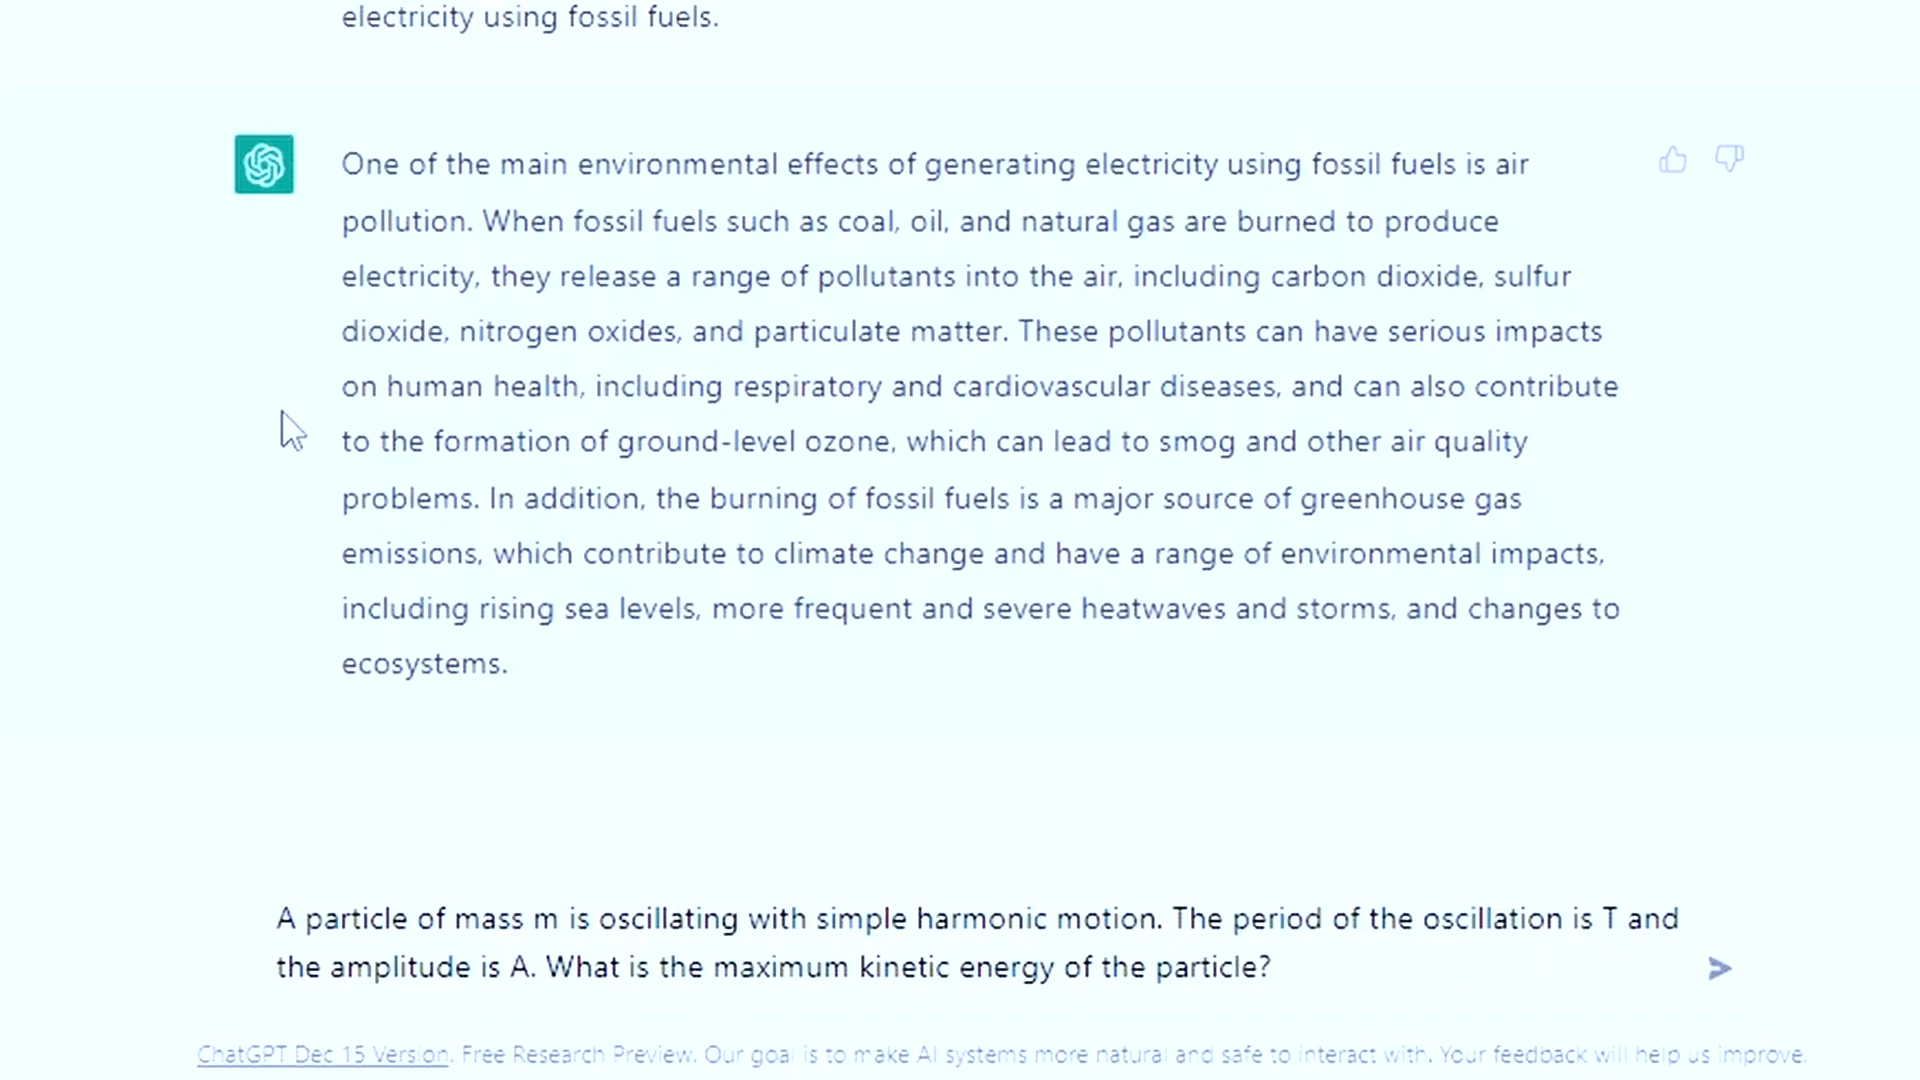 electricity using fossil fuels.
One of the main environmental effects of generating electricity using fossil fuels is air
pollution. When fossil fuels such as coal, oil, and natural gas are burned to produce
electricity, they release a range of pollutants into the air, including carbon dioxide, sulfur
dioxide, nitrogen oxides, and particulate matter. These pollutants can have serious impacts
on human health, including respiratory and cardiovascular diseases, and can also contribute
to the formation of ground-level ozone, which can lead to smog and other air quality
problems. In addition, the burning of fossil fuels is a major source of greenhouse gas
emissions, which contribute to climate change and have a range of environmental impacts,
including rising sea levels, more frequent and severe heatwaves and storms, and changes to
ecosystems.
A particle of mass m is oscillating with simple harmonic motion. The period of the oscillation is T and
the amplitude is A. What is the maximum kinetic energy of the particle?
ChatGPT Dec 15 Version. Free Research Preview. Our goal is to make AI systems more natural and safe to interact with. Your feedback will help us improve.